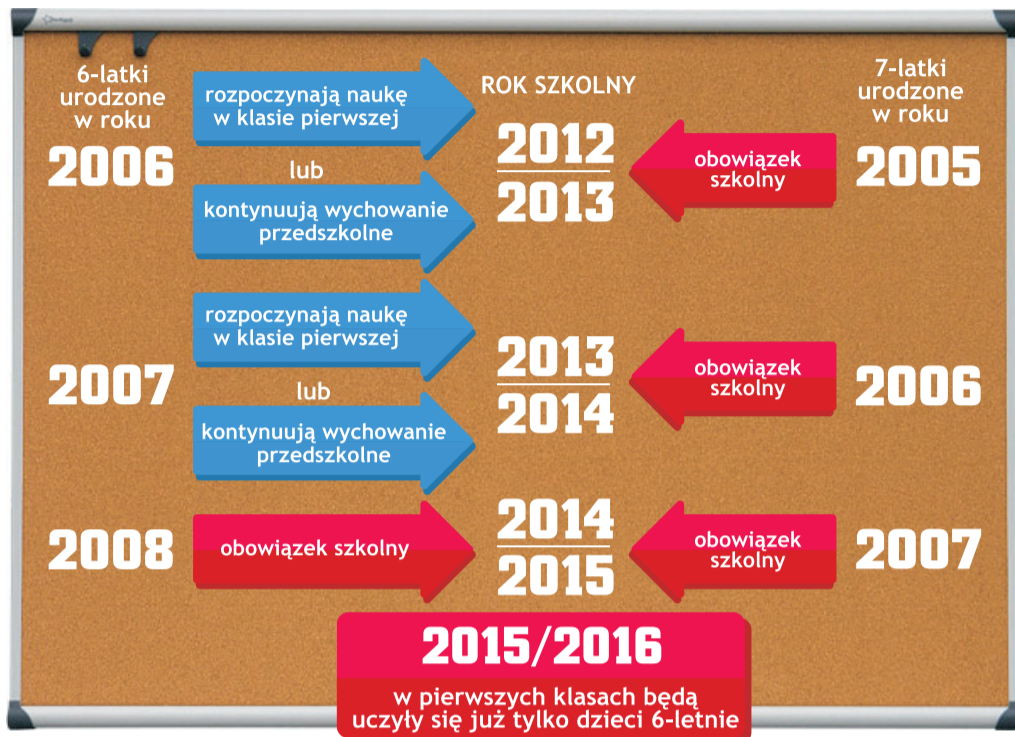 6-latki
urodzone
w roku
ROK SZKOLNY
7-latki
urodzone
w roku
2006
rozpoczynają naukę
w klasie pierwszej
lub
kontynuują wychowanie
przedszkolne
2012
2013
obowiązek
szkolny
2005
2007
rozpoczynają naukę
w klasie pierwszej
lub
kontynuują wychowanie
przedszkolne
2013
2014
obowiązek
szkolny
2006
2008
obowiązek szkolny
2014
2015
obowiązek
szkolny
2007
2015/2016
w pierwszych klasach będą
uczyły się już tylko dzieci 6-letnie